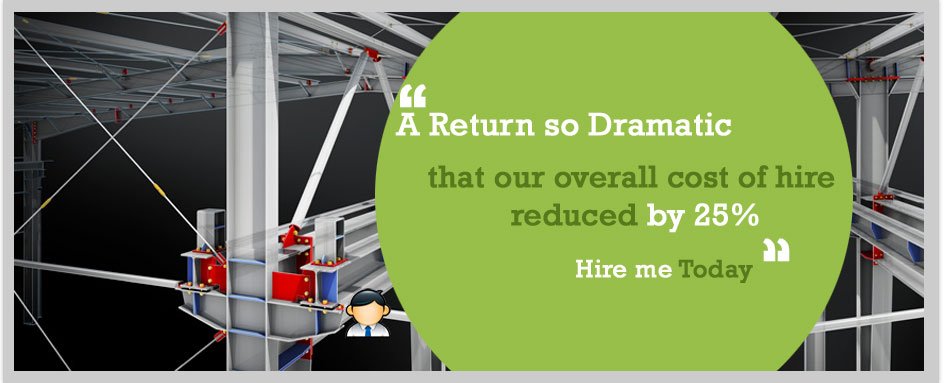 “
A Return so Dramatic
that our overall cost of hire
reduced by 25%
”
Hire me Today